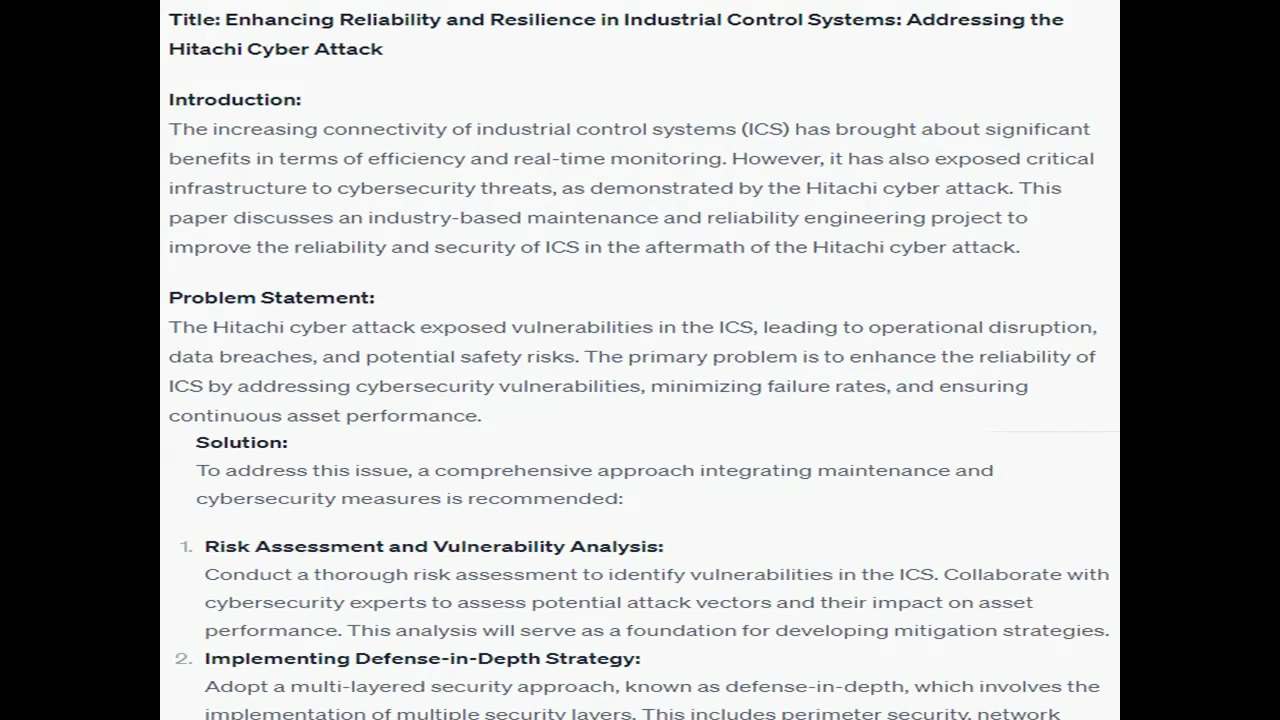 Title: Enhancing Reliability and Resilience in Industrial Control Systems: Addressing the
Hitachi Cyber Attack
Introduction:
The increasing connectivity of industrial control systems (ICS) has brought about significant
benefits in terms of efficiency and real-time monitoring. However, it has also exposed critical
infrastructure to cybersecurity threats, as demonstrated by the Hitachi cyber attack. This
paper discusses an industry-based maintenance and reliability engineering project to
improve the reliability and security of ICS in the aftermath of the Hitachi cyber attack.
Problem Statement:
The Hitachi cyber attack exposed vulnerabilities in the ICS, leading to operational disruption,
data breaches, and potential safety risks. The primary problem is to enhance the reliability of
ICS by addressing cybersecurity vulnerabilities, minimizing failure rates, and ensuring
continuous asset performance.
Solution:
To address this issue, a comprehensive approach integrating maintenance and
cybersecurity measures is recommended:
1. Risk Assessment and Vulnerability Analysis:
Conduct a thorough risk assessment to identify vulnerabilities in the ICS. Collaborate with
cybersecurity experts to assess potential attack vectors and their impact on asset
performance. This analysis will serve as a foundation for developing mitigation strategies.
2. Implementing Defense-in-Depth Strategy:
Adopt a multi-layered security approach, known as defense-in-depth, which involves the
implementation of multiple security layers. This includes perimeter security, network